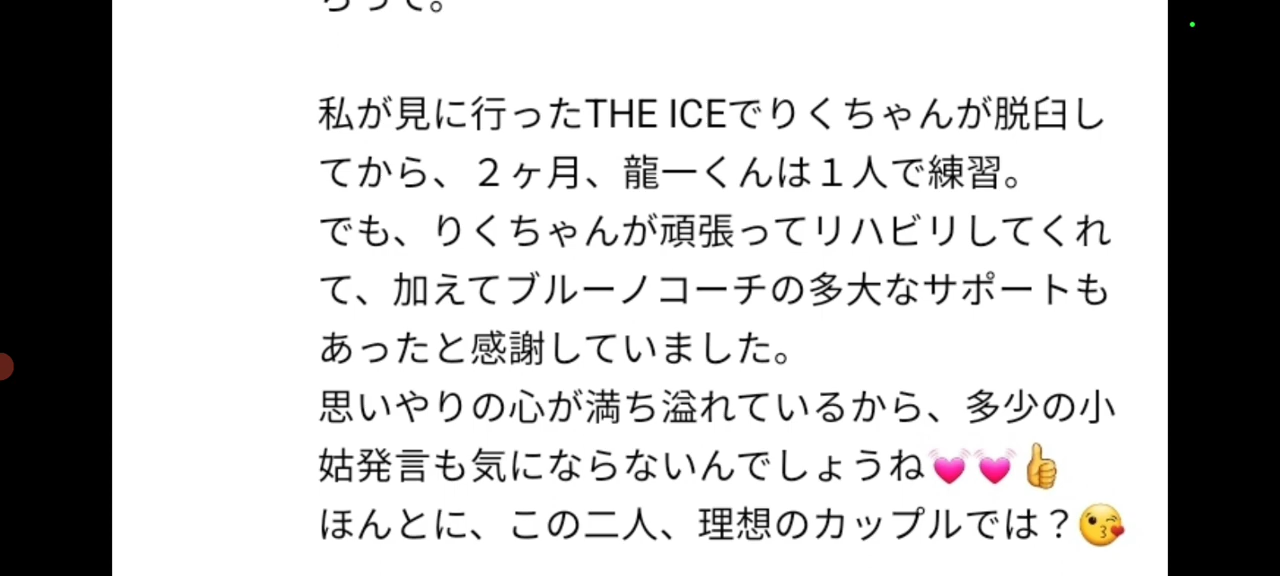 らって。
私が見に行ったTHE ICEでりくちゃんが脱臼し
てから、２ヶ月、龍一くんは１人で練習。
でも、りくちゃんが頑張ってリハビリしてくれ
て、加えてブルーノコーチの多大なサポートも
あったと感謝していました。
思いやりの心が満ち溢れているから、多少の小
姑発言も気にならないんでしょうね💓💓👍
ほんとに、この二人、理想のカップルでは？😘